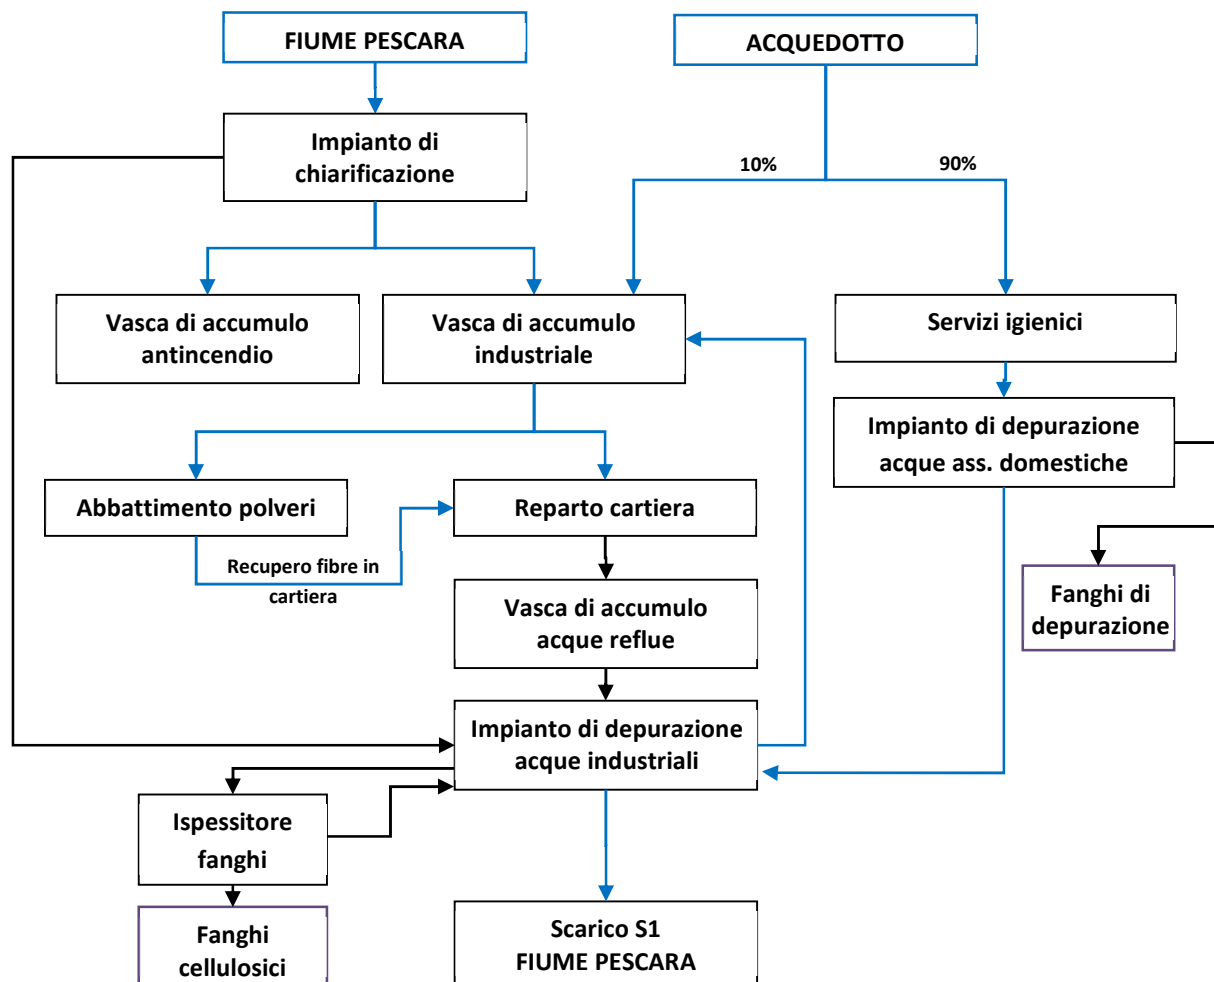 FIUME PESCARA
ACQUEDOTTO
Impianto di
chiarificazione
10%
90%
Vasca di accumulo
antincendio
Vasca di accumulo
industriale
Servizi igienici
Impianto di depurazione
acque ass. domestiche
Abbattimento polveri
Reparto cartiera
Recupero fibre in
cartiera
Fanghi di
depurazione
Vasca di accumulo
acque reflue
Impianto di depurazione
acque industriali
Ispessitore
fanghi
Fanghi
cellulosici
Scarico S1
FIUME PESCARA